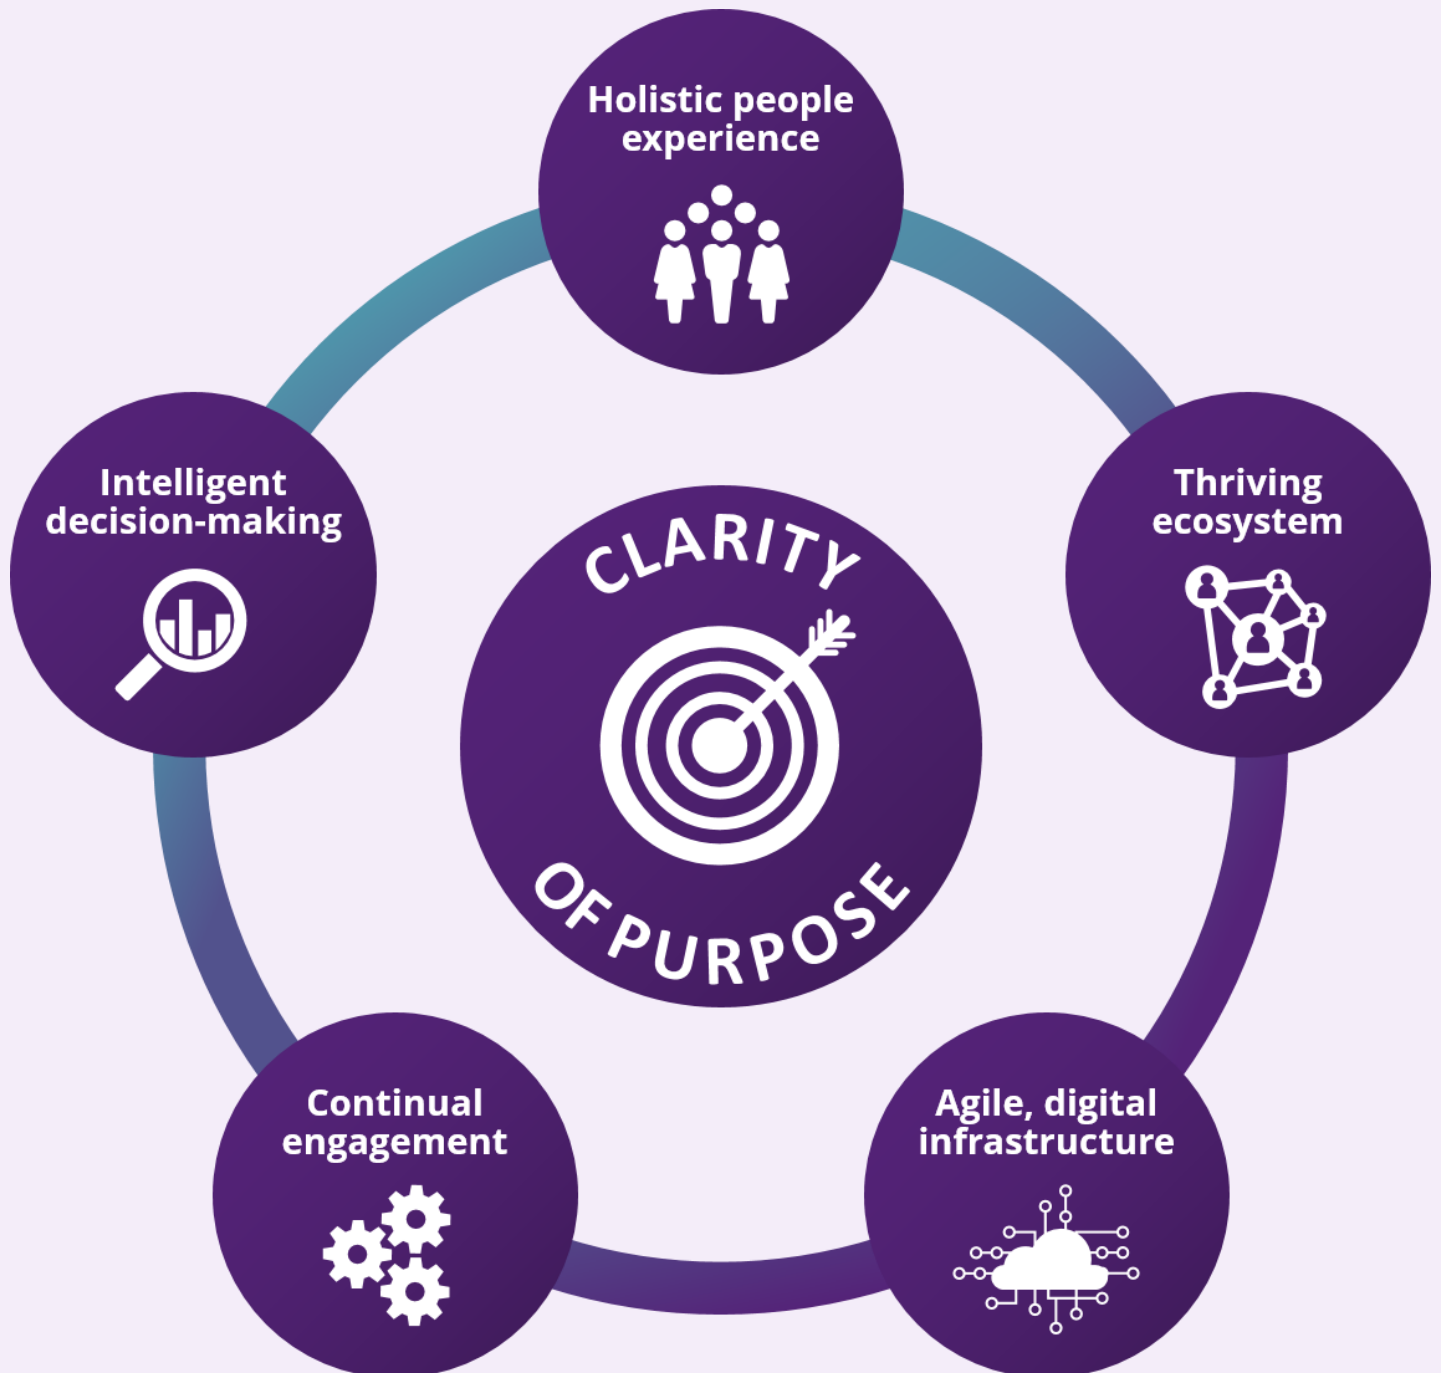 Holistic people
experience
Thriving
ecosystem
Intelligent
decision-making
CLARITY
OF PURPOSE
Continual
engagement
Agile, digital
infrastructure